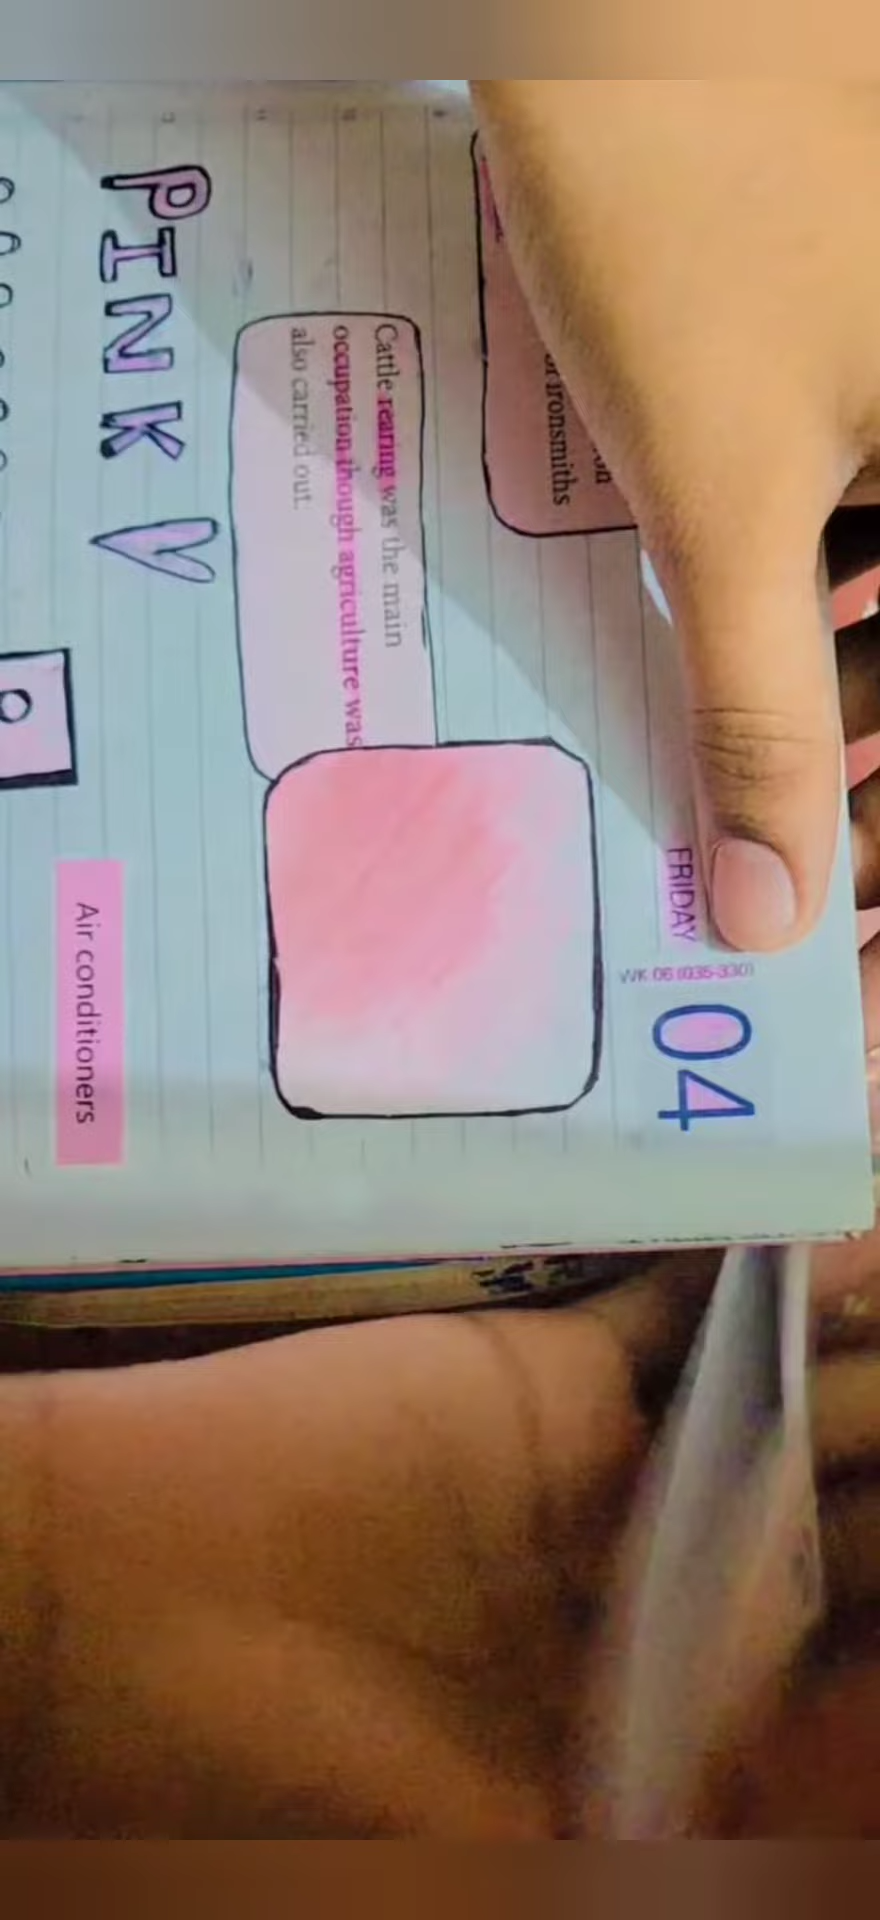 FRIDAY
WK 06 (035-330)
04
of ironsmiths
Cattle rearing was the main
occupation though agriculture was
also carried out.
PINK
Air conditioners